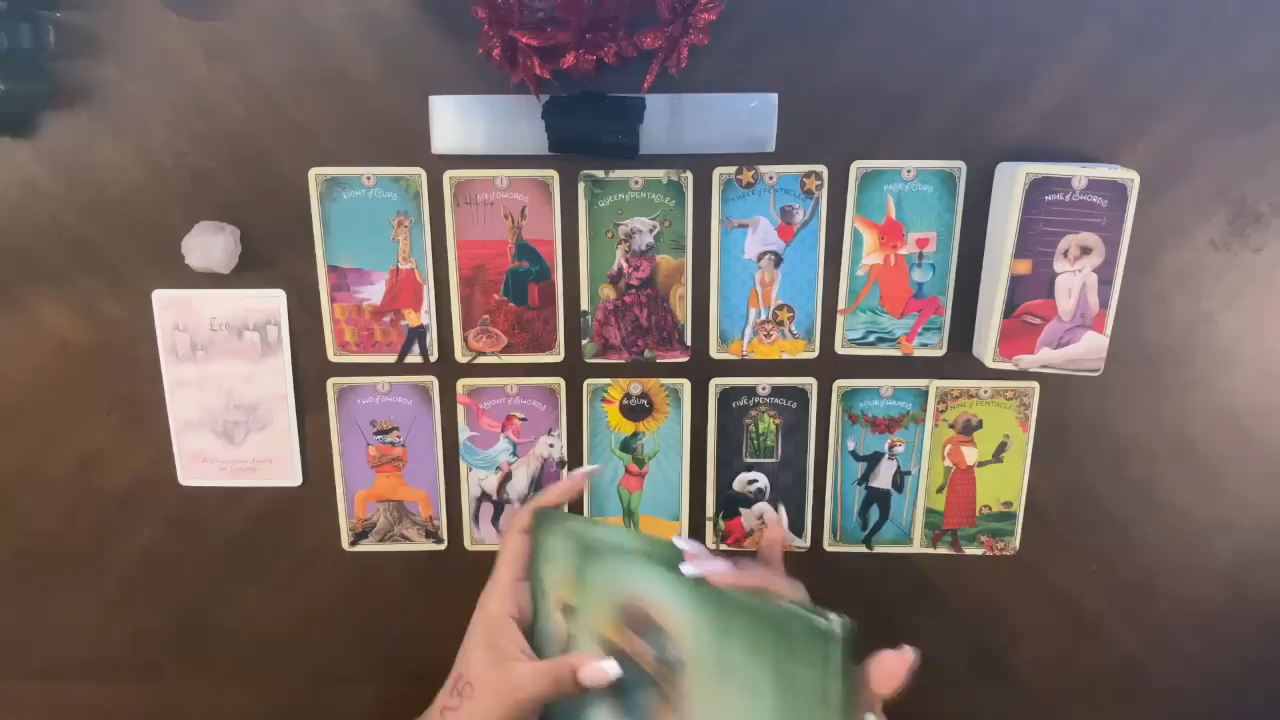 EIGHT of CUPS
SIX of SWORDS
QUEEN of PENTACLES
THREE of PENTACLES
PAGE of CUPS
NINE of SWORDS
Leo
TWO of SWORDS
KNIGHT of SWORDS
the SUN
FIVE of PENTACLES
FOUR of WANDS
NINE of PENTACLES